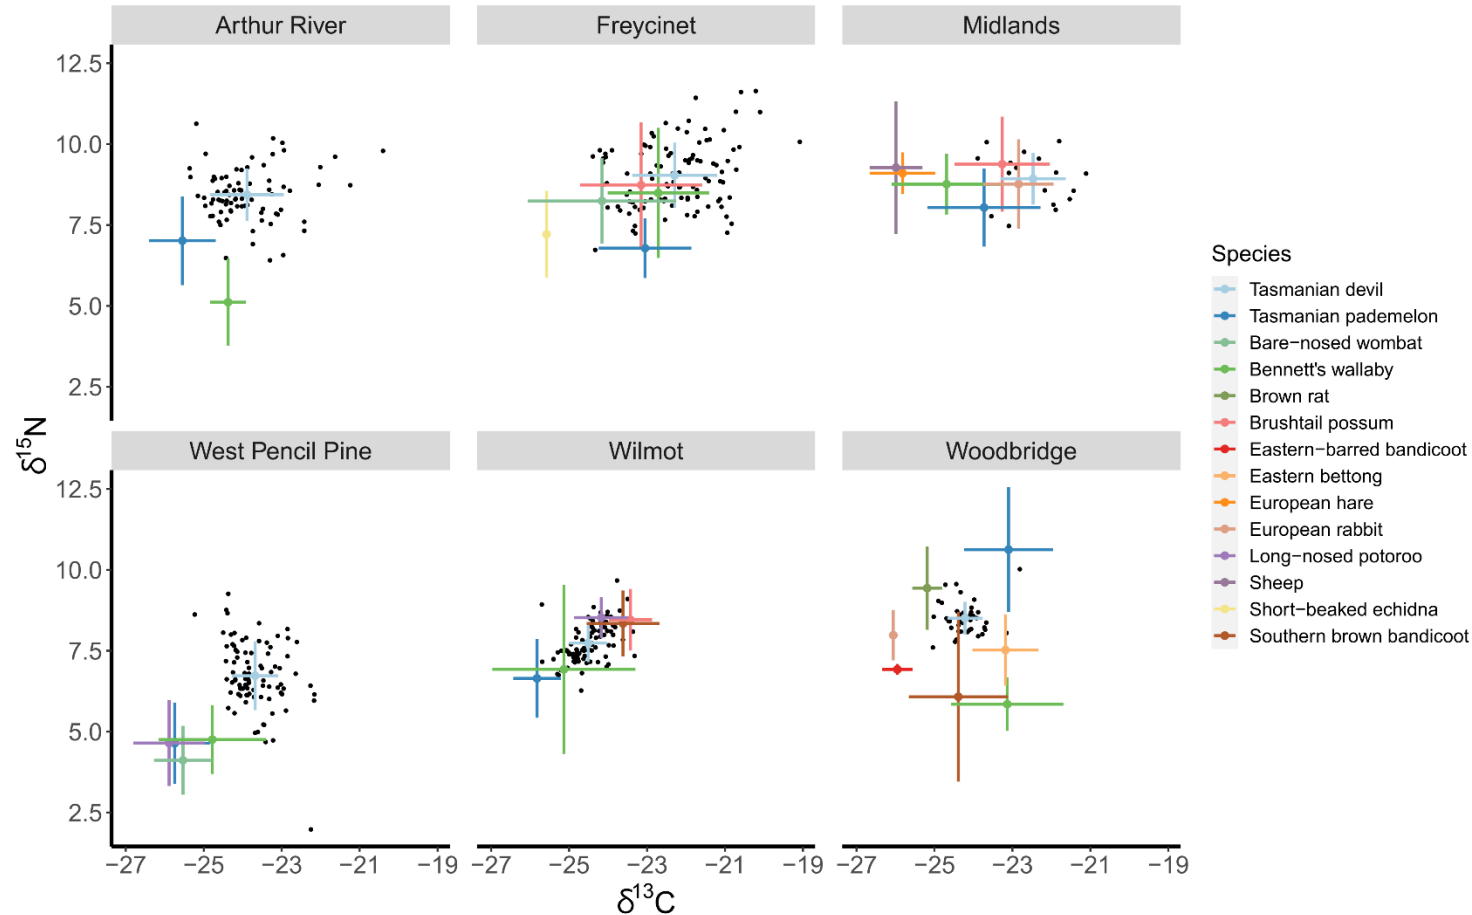 Arthur River
Freycinet
Midlands
12.5
10.0
7.5
5.0
2.5
West Pencil Pine
Wilmot
Woodbridge
12.5
10.0
7.5
5.0
2.5
−27 −25 −23 −21 −19
−27 −25 −23 −21 −19
−27 −25 −23 −21 −19
δ¹⁵N
δ¹³C
Species
Tasmanian devil
Tasmanian pademelon
Bare−nosed wombat
Bennett's wallaby
Brown rat
Brushtail possum
Eastern−barred bandicoot
Eastern bettong
European hare
European rabbit
Long−nosed potoroo
Sheep
Short−beaked echidna
Southern brown bandicoot